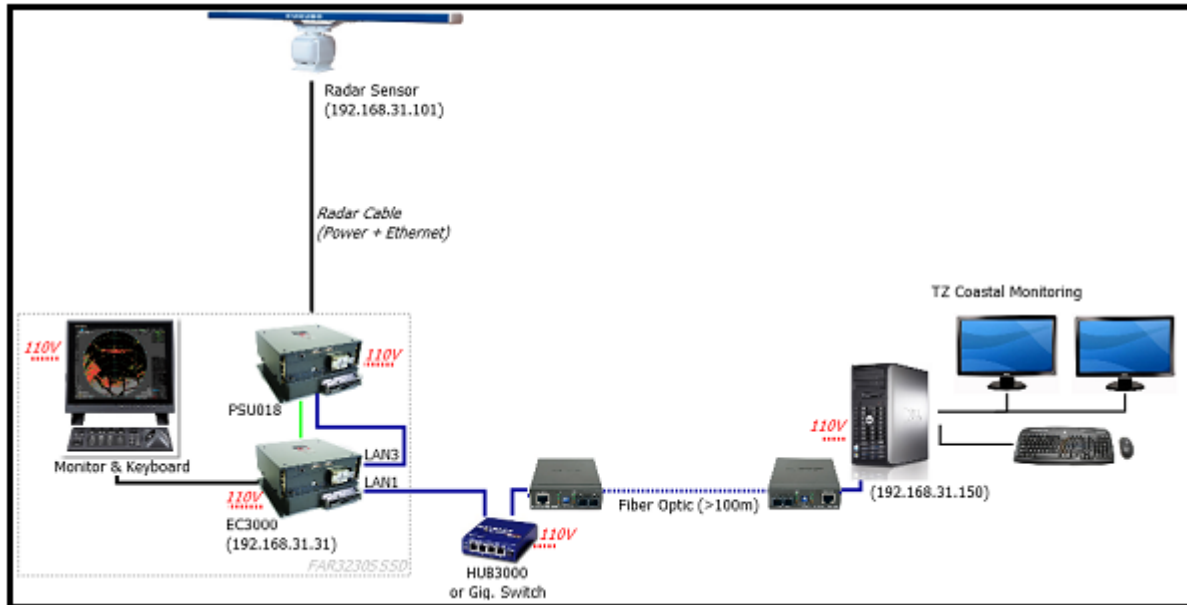 Radar Sensor
(192.168.31.101)
Radar Cable
(Power + Ethernet)
TZ Coastal Monitoring
110V
110V
PSU018
110V
LAN3
Monitor & Keyboard
LAN1
110V
(192.168.31.150)
Fiber Optic (>100m)
EC3000
(192.168.31.31)
110V
FAR3230SSSD
HUB3000
or Gig. Switch